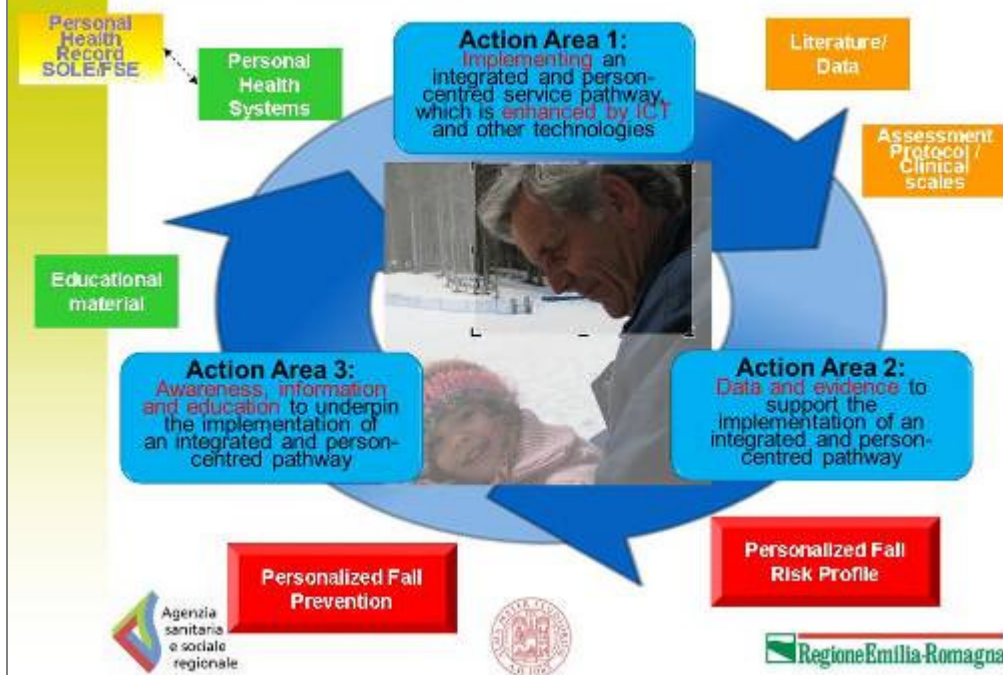 Personal
Health
Record
SOLE/FSE
Personal
Health
Systems
Action Area 1:
Implementing an
integrated and person-
centred service pathway,
which is enhanced by ICT
and other technologies
Literature/
Data
Assessment
Protocol /
Clinical
scales
Educational
material
Action Area 3:
Awareness, information
and education to underpin
the implementation of
an integrated and person-
centred pathway
Action Area 2:
Data and evidence to
support the
implementation of an
integrated and person-
centred pathway
Personalized Fall
Prevention
Personalized Fall
Risk Profile
Agenzia
sanitaria
e sociale
regionale
RegioneEmilia-Romagna